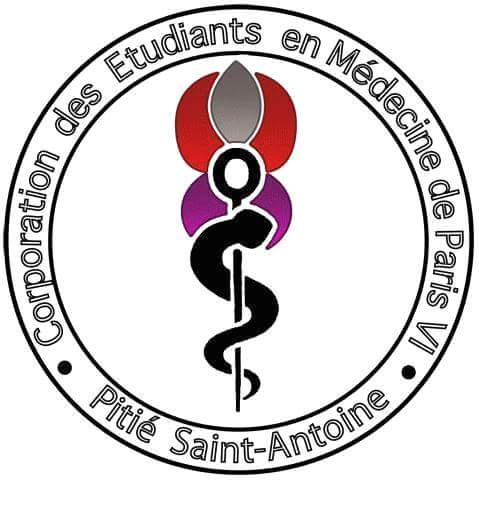 Corporation des Etudiants en Médecine de Paris VI
Pitié Saint-Antoine